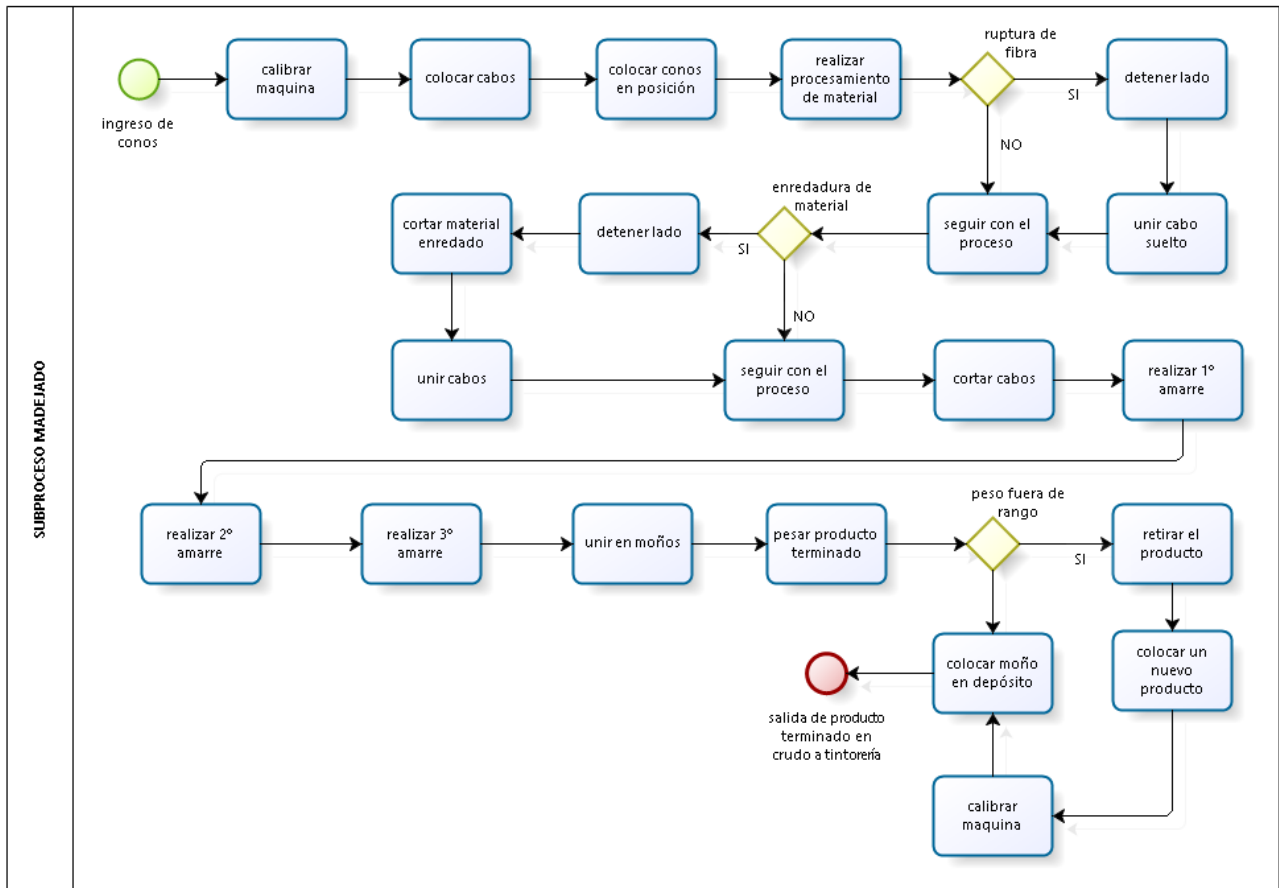 SUBPROCESO MADEJADO
ingreso de
conos
calibrar
maquina
colocar cabos
colocar conos
en posición
realizar
procesamiento
de material
ruptura de
fibra
SI
NO
detener lado
unir cabo
suelto
seguir con el
proceso
enredadura de
material
SI
NO
detener lado
cortar material
enredado
unir cabos
seguir con el
proceso
cortar cabos
realizar 1º
amarre
realizar 2º
amarre
realizar 3º
amarre
unir en moños
pesar producto
terminado
peso fuera de
rango
SI
retirar el
producto
colocar un
nuevo
producto
calibrar
maquina
colocar moño
en depósito
salida de producto
terminado en
crudo a tintorería